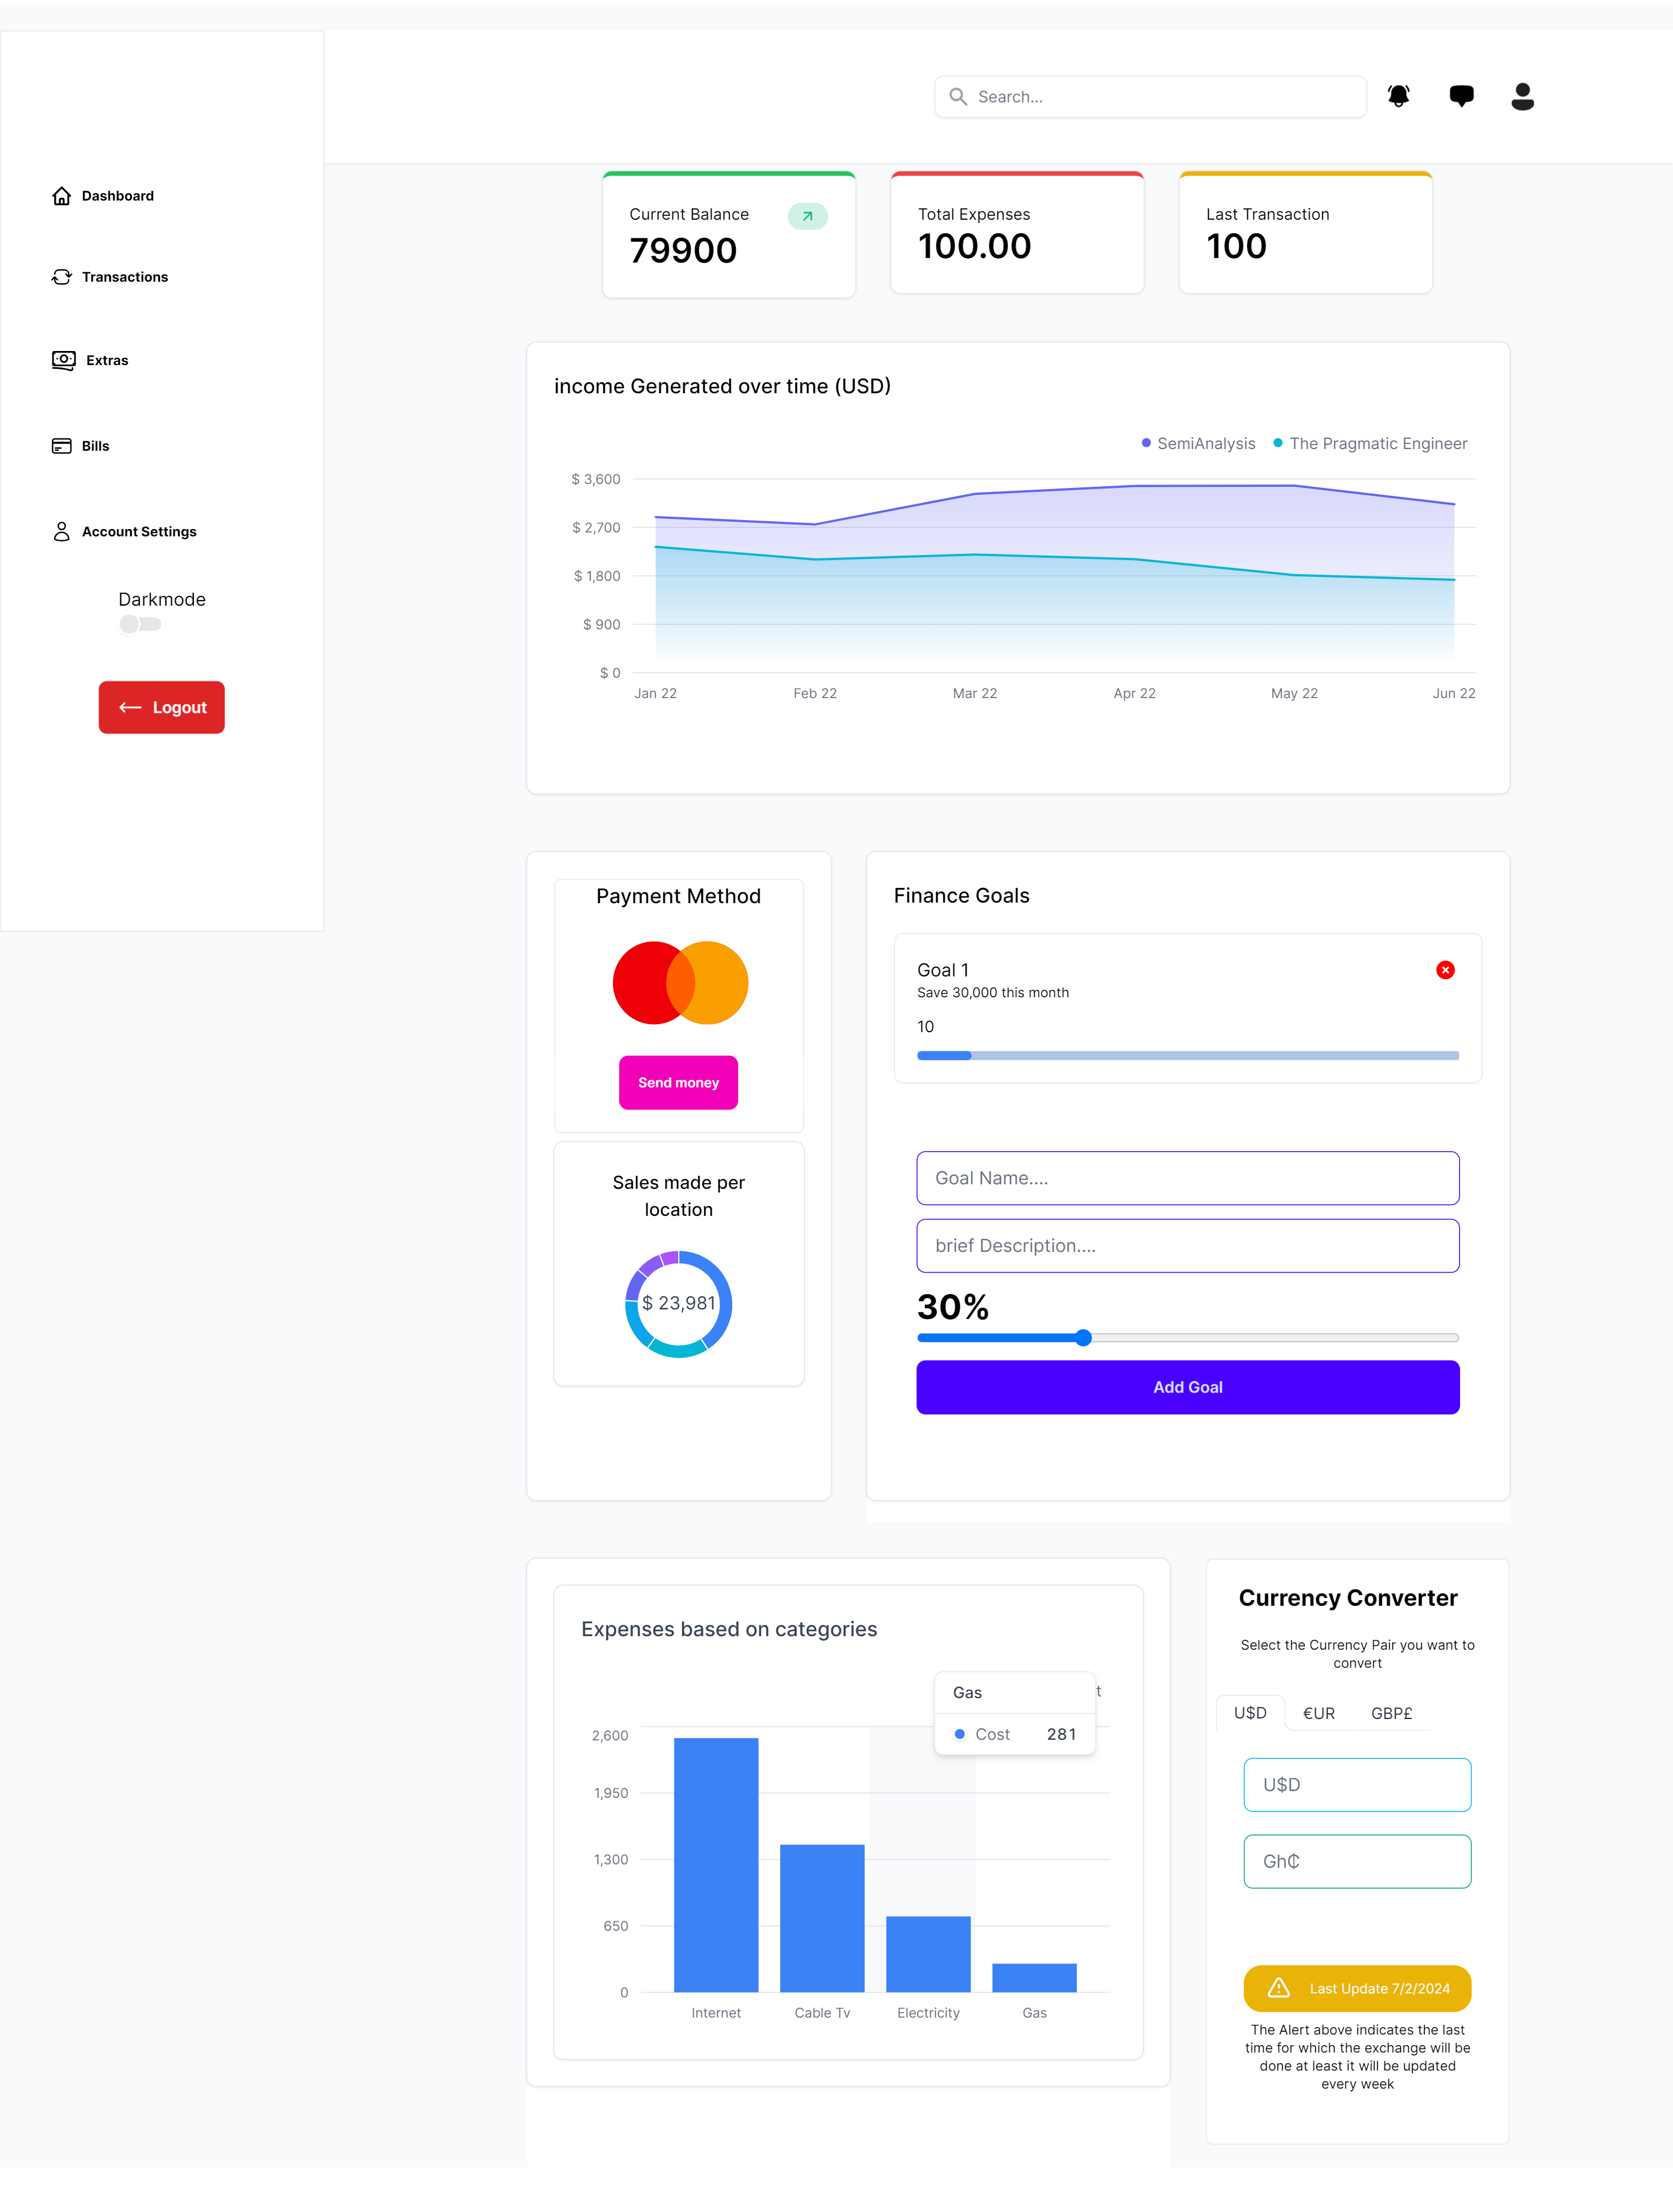 Search...
Dashboard
Transactions
Extras
Bills
Account Settings
Darkmode
Logout
Current Balance
79900
Total Expenses
100.00
Last Transaction
100
income Generated over time (USD)
SemiAnalysis The Pragmatic Engineer
$ 3,600
$ 2,700
$ 1,800
$ 900
$ 0
Jan 22 Feb 22 Mar 22 Apr 22 May 22 Jun 22
Payment Method
Send money
Sales made per
location
$ 23,981
Finance Goals
Goal 1
Save 30,000 this month
10
Goal Name....
brief Description....
30%
Add Goal
Expenses based on categories
t
Gas
Cost 281
2,600
1,950
1,300
650
0
Internet Cable Tv Electricity Gas
Currency Converter
Select the Currency Pair you want to
convert
U$D €UR GBP£
U$D
Gh₵
Last Update 7/2/2024
The Alert above indicates the last
time for which the exchange will be
done at least it will be updated
every week